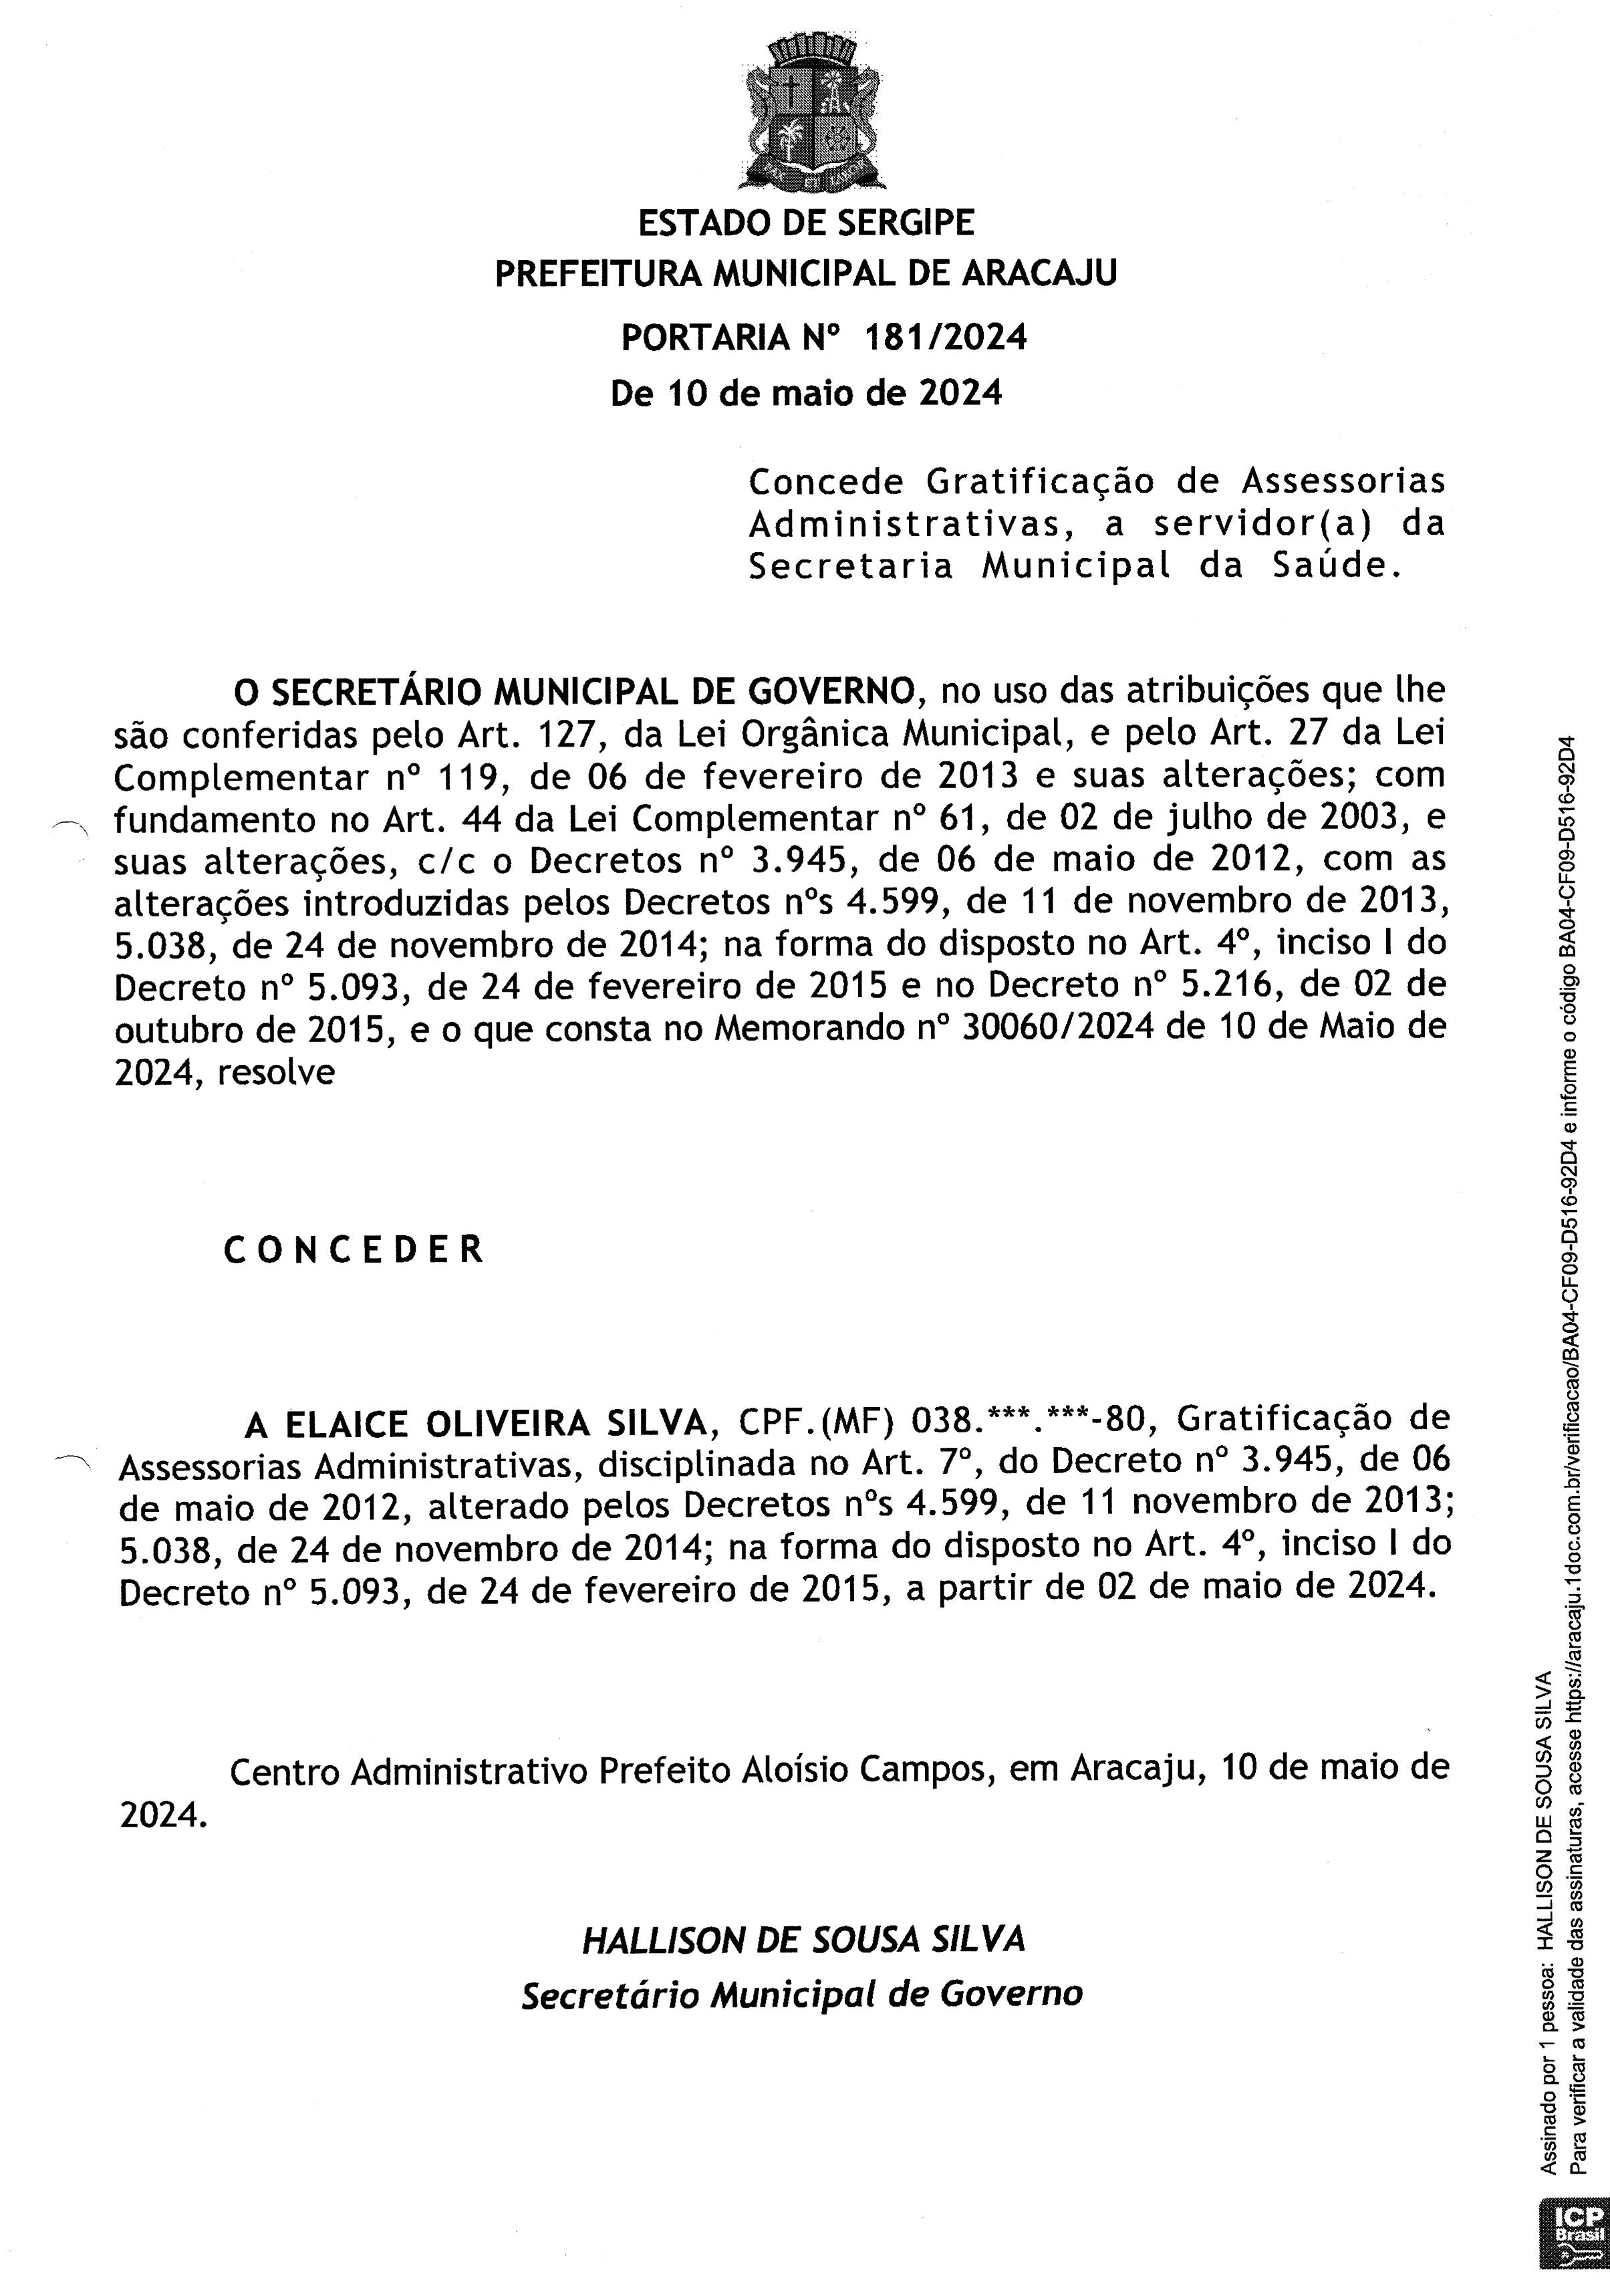 PAX ET LABOR
ESTADO DE SERGIPE
PREFEITURA MUNICIPAL DE ARACAJU
PORTARIA Nº 181/2024
De 10 de maio de 2024
Concede Gratificação de Assessorias
Administrativas, a servidor(a) da
Secretaria Municipal da Saúde.
O SECRETÁRIO MUNICIPAL DE GOVERNO, no uso das atribuições que lhe
são conferidas pelo Art. 127, da Lei Orgânica Municipal, e pelo Art. 27 da Lei
Complementar nº 119, de 06 de fevereiro de 2013 e suas alterações; com
fundamento no Art. 44 da Lei Complementar nº 61, de 02 de julho de 2003, e
suas alterações, c/c o Decretos nº 3.945, de 06 de maio de 2012, com as
alterações introduzidas pelos Decretos nºs 4.599, de 11 de novembro de 2013,
5.038, de 24 de novembro de 2014; na forma do disposto no Art. 4º, inciso I do
Decreto nº 5.093, de 24 de fevereiro de 2015 e no Decreto nº 5.216, de 02 de
outubro de 2015, e o que consta no Memorando nº 30060/2024 de 10 de Maio de
2024, resolve
C O N C E D E R
A ELAICE OLIVEIRA SILVA, CPF.(MF) 038.***.***-80, Gratificação de
Assessorias Administrativas, disciplinada no Art. 7º, do Decreto nº 3.945, de 06
de maio de 2012, alterado pelos Decretos nºs 4.599, de 11 novembro de 2013;
5.038, de 24 de novembro de 2014; na forma do disposto no Art. 4º, inciso I do
Decreto nº 5.093, de 24 de fevereiro de 2015, a partir de 02 de maio de 2024.
Centro Administrativo Prefeito Aloísio Campos, em Aracaju, 10 de maio de
2024.
HALLISON DE SOUSA SILVA
Secretário Municipal de Governo
Assinado por 1 pessoa: HALLISON DE SOUSA SILVA
Para verificar a validade das assinaturas, acesse https://aracaju.1doc.com.br/verificacao/BA04-CF09-D516-92D4 e informe o código BA04-CF09-D516-92D4
ICP
Brasil